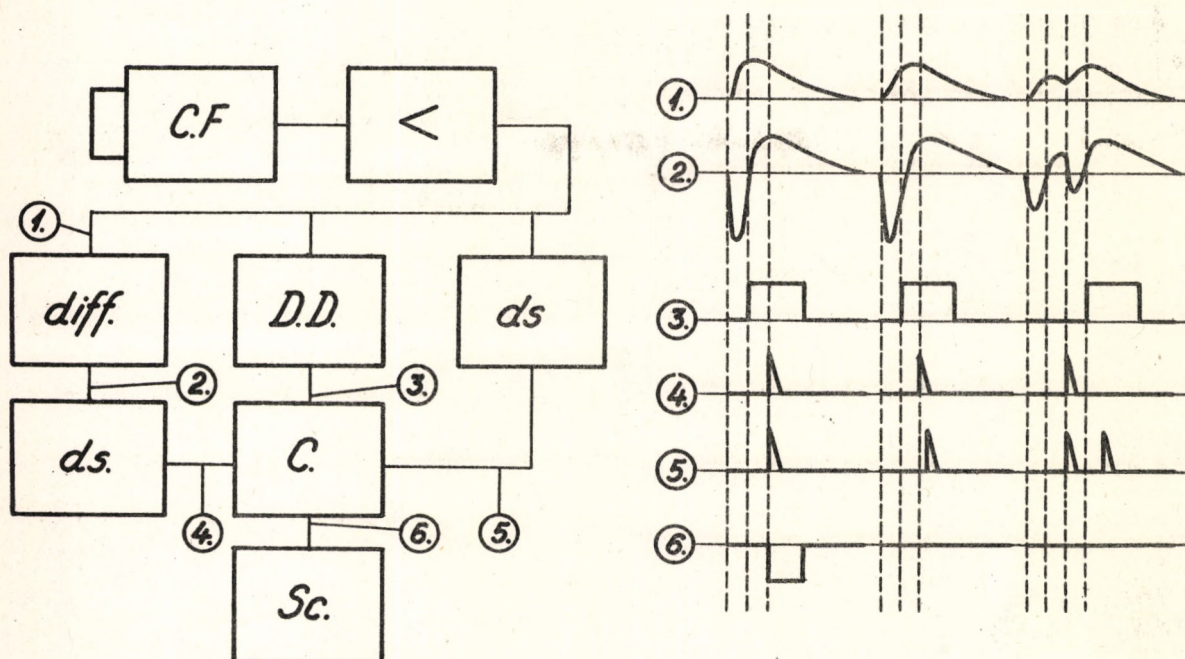 C.F
<
1.
diff.
D.D.
ds
2.
3.
ds.
C.
4.
6.
5.
Sc.
1.
2.
3.
4.
5.
6.